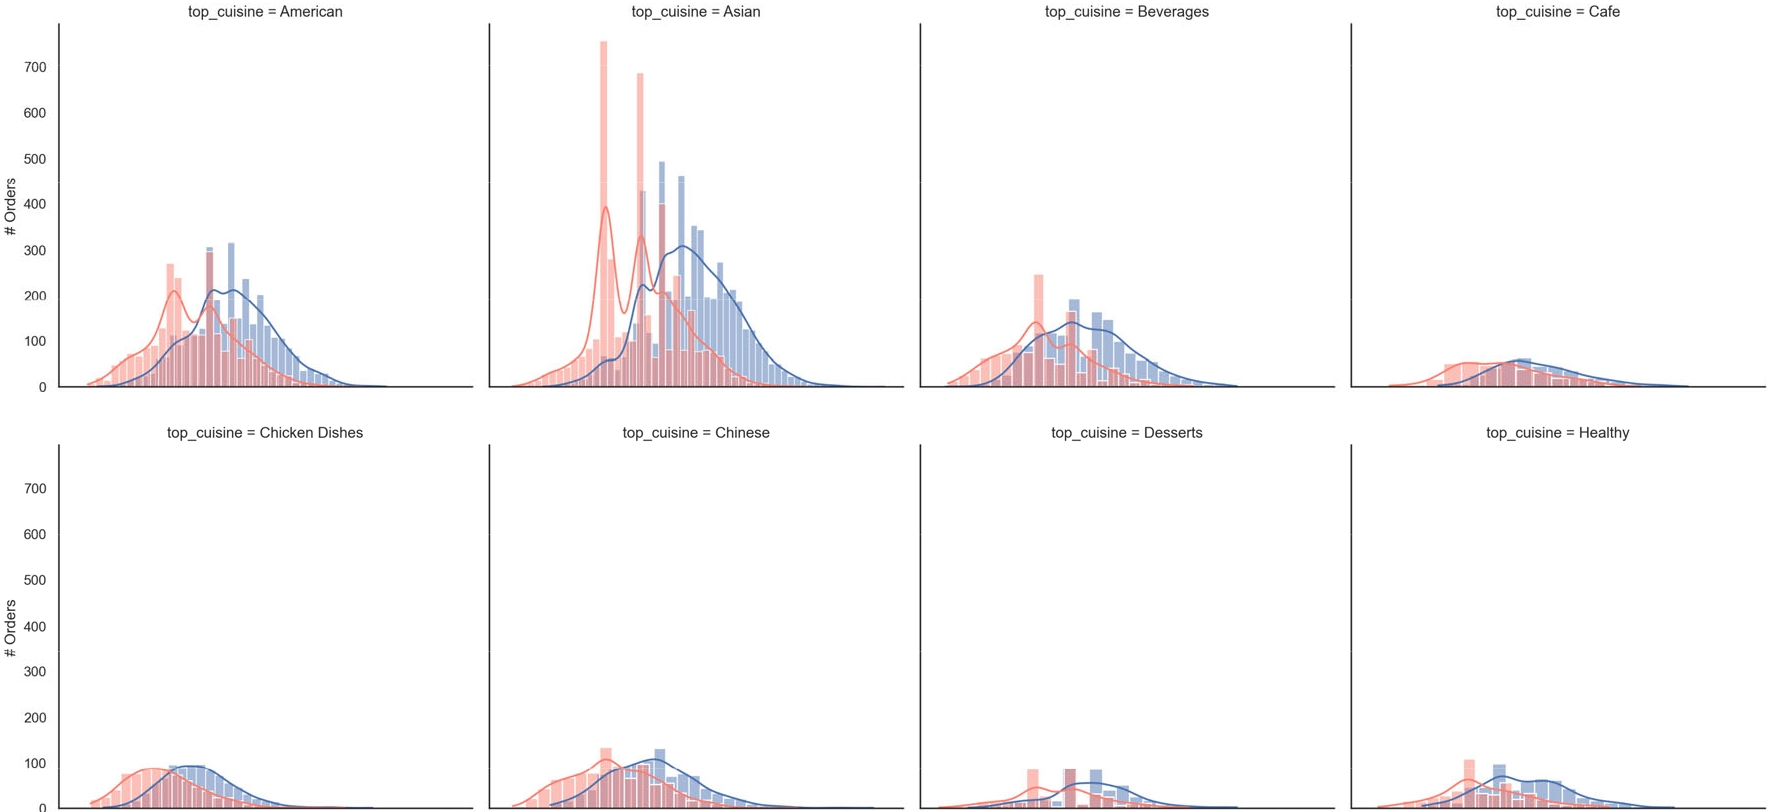 top_cuisine = American
top_cuisine = Asian
top_cuisine = Beverages
top_cuisine = Cafe
700
600
500
400
300
200
100
0
# Orders
top_cuisine = Chicken Dishes
top_cuisine = Chinese
top_cuisine = Desserts
top_cuisine = Healthy
700
600
500
400
300
200
100
0
# Orders